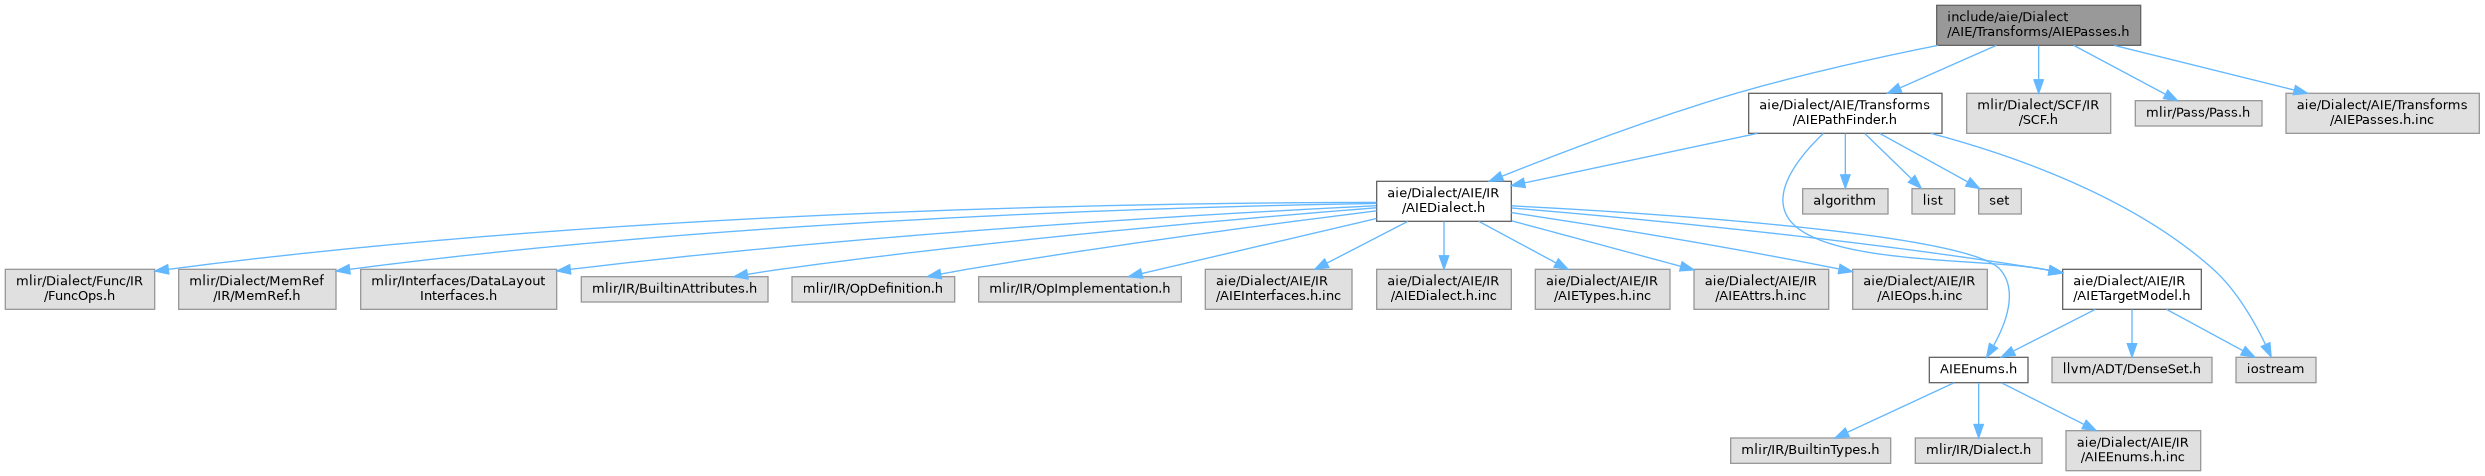 include/aie/Dialect
/AIE/Transforms/AIEPasses.h
aie/Dialect/AIE/Transforms
/AIEPathFinder.h
mlir/Dialect/SCF/IR
/SCF.h
mlir/Pass/Pass.h
aie/Dialect/AIE/Transforms
/AIEPasses.h.inc
aie/Dialect/AIE/IR
/AIEDialect.h
algorithm
list
set
mlir/Dialect/Func/IR
/FuncOps.h
mlir/Dialect/MemRef
/IR/MemRef.h
mlir/Interfaces/DataLayout
Interfaces.h
mlir/IR/BuiltinAttributes.h
mlir/IR/OpDefinition.h
mlir/IR/OpImplementation.h
aie/Dialect/AIE/IR
/AIEInterfaces.h.inc
aie/Dialect/AIE/IR
/AIEDialect.h.inc
aie/Dialect/AIE/IR
/AIETypes.h.inc
aie/Dialect/AIE/IR
/AIEAttrs.h.inc
aie/Dialect/AIE/IR
/AIEOps.h.inc
aie/Dialect/AIE/IR
/AIETargetModel.h
AIEEnums.h
llvm/ADT/DenseSet.h
iostream
mlir/IR/BuiltinTypes.h
mlir/IR/Dialect.h
aie/Dialect/AIE/IR
/AIEEnums.h.inc